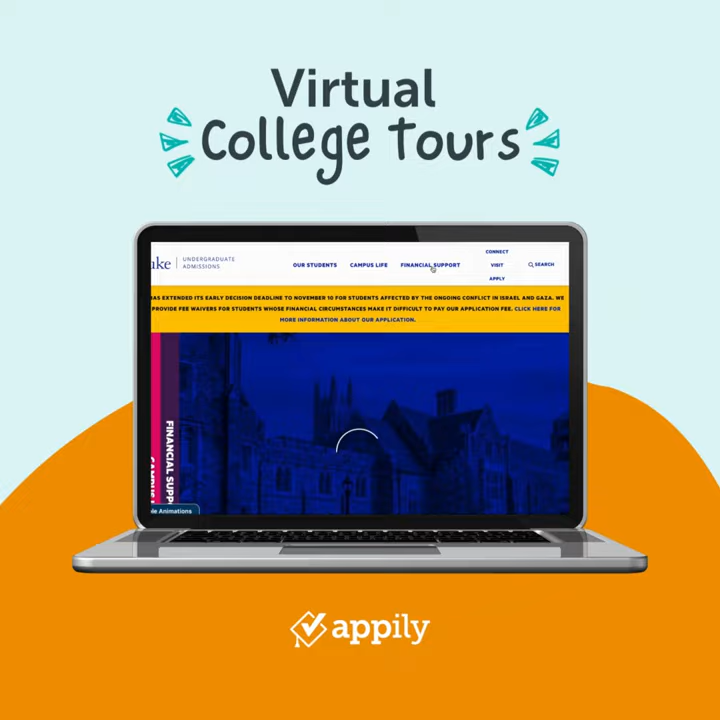 Virtual
College Tours
uke
UNDERGRADUATE
ADMISSIONS
OUR STUDENTS CAMPUS LIFE FINANCIAL SUPPORT
CONNECT
VISIT
APPLY
SEARCH
HAS EXTENDED ITS EARLY DECISION DEADLINE TO NOVEMBER 10 FOR STUDENTS AFFECTED BY THE ONGOING CONFLICT IN ISRAEL AND GAZA. WE
PROVIDE FEE WAIVERS FOR STUDENTS WHOSE FINANCIAL CIRCUMSTANCES MAKE IT DIFFICULT TO PAY OUR APPLICATION FEE. CLICK HERE FOR
MORE INFORMATION ABOUT OUR APPLICATION.
FINANCIAL SUPP
le Animations
appily